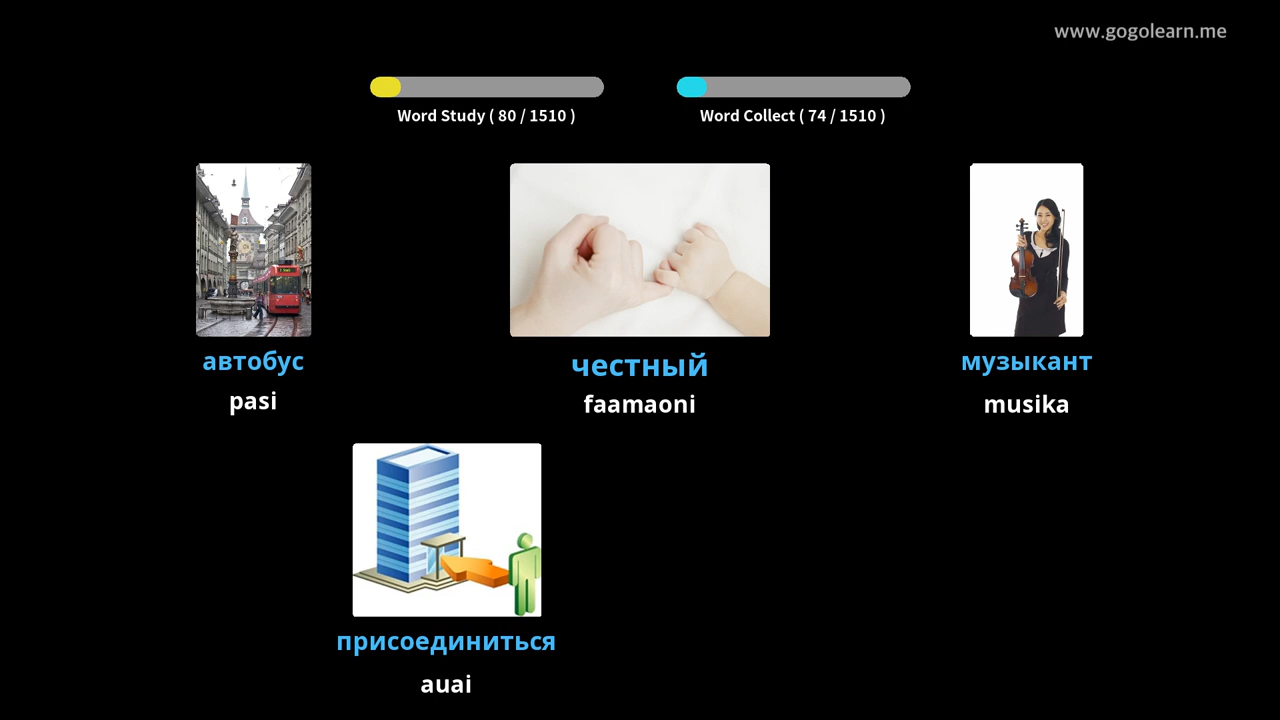 www.gogolearn.me
Word Study ( 80 / 1510 )
Word Collect ( 74 / 1510 )
автобус
pasi
честный
faamaoni
музыкант
musika
присоединиться
auai